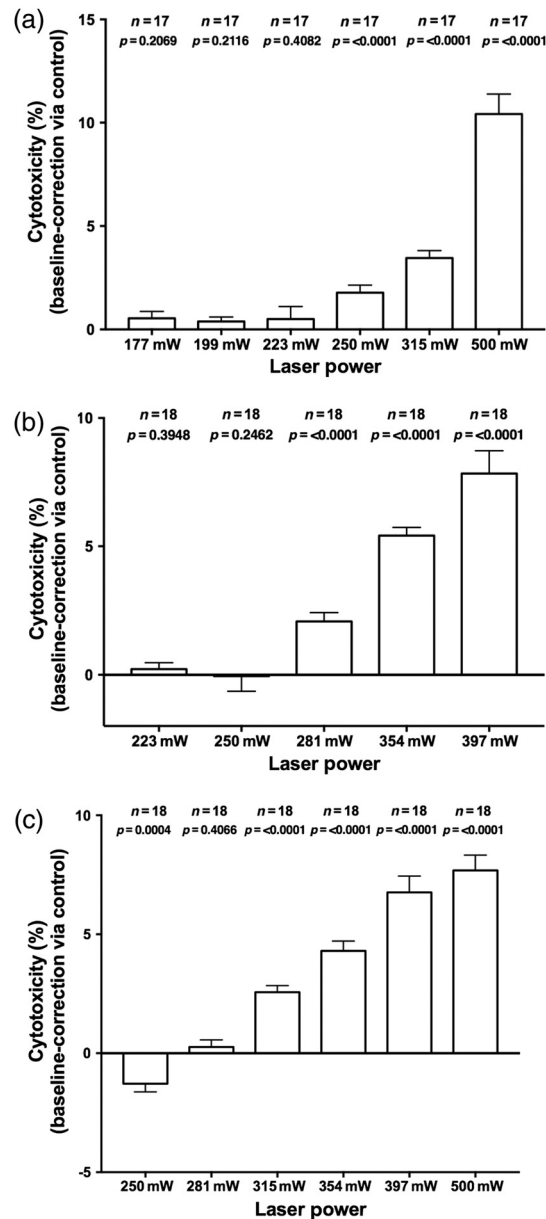 (a)
n=17 n=17 n=17 n=17 n=17 n=17
p=0.2069 p=0.2116 p=0.4082 p=<0.0001 p=<0.0001 p=<0.0001
Cytotoxicity (%)
(baseline-correction via control)
15
10
5
0
177 mW 199 mW 223 mW 250 mW 315 mW 500 mW
Laser power
(b)
n=18 n=18 n=18 n=18 n=18
p=0.3948 p=0.2462 p=<0.0001 p=<0.0001 p=<0.0001
Cytotoxicity (%)
(baseline-correction via control)
10
5
0
223 mW 250 mW 281 mW 354 mW 397 mW
Laser power
(c)
n=18 n=18 n=18 n=18 n=18 n=18
p=0.0004 p=0.4066 p=<0.0001 p=<0.0001 p=<0.0001 p=<0.0001
Cytotoxicity (%)
(baseline-correction via control)
10
5
0
-5
250 mW 281 mW 315 mW 354 mW 397 mW 500 mW
Laser power